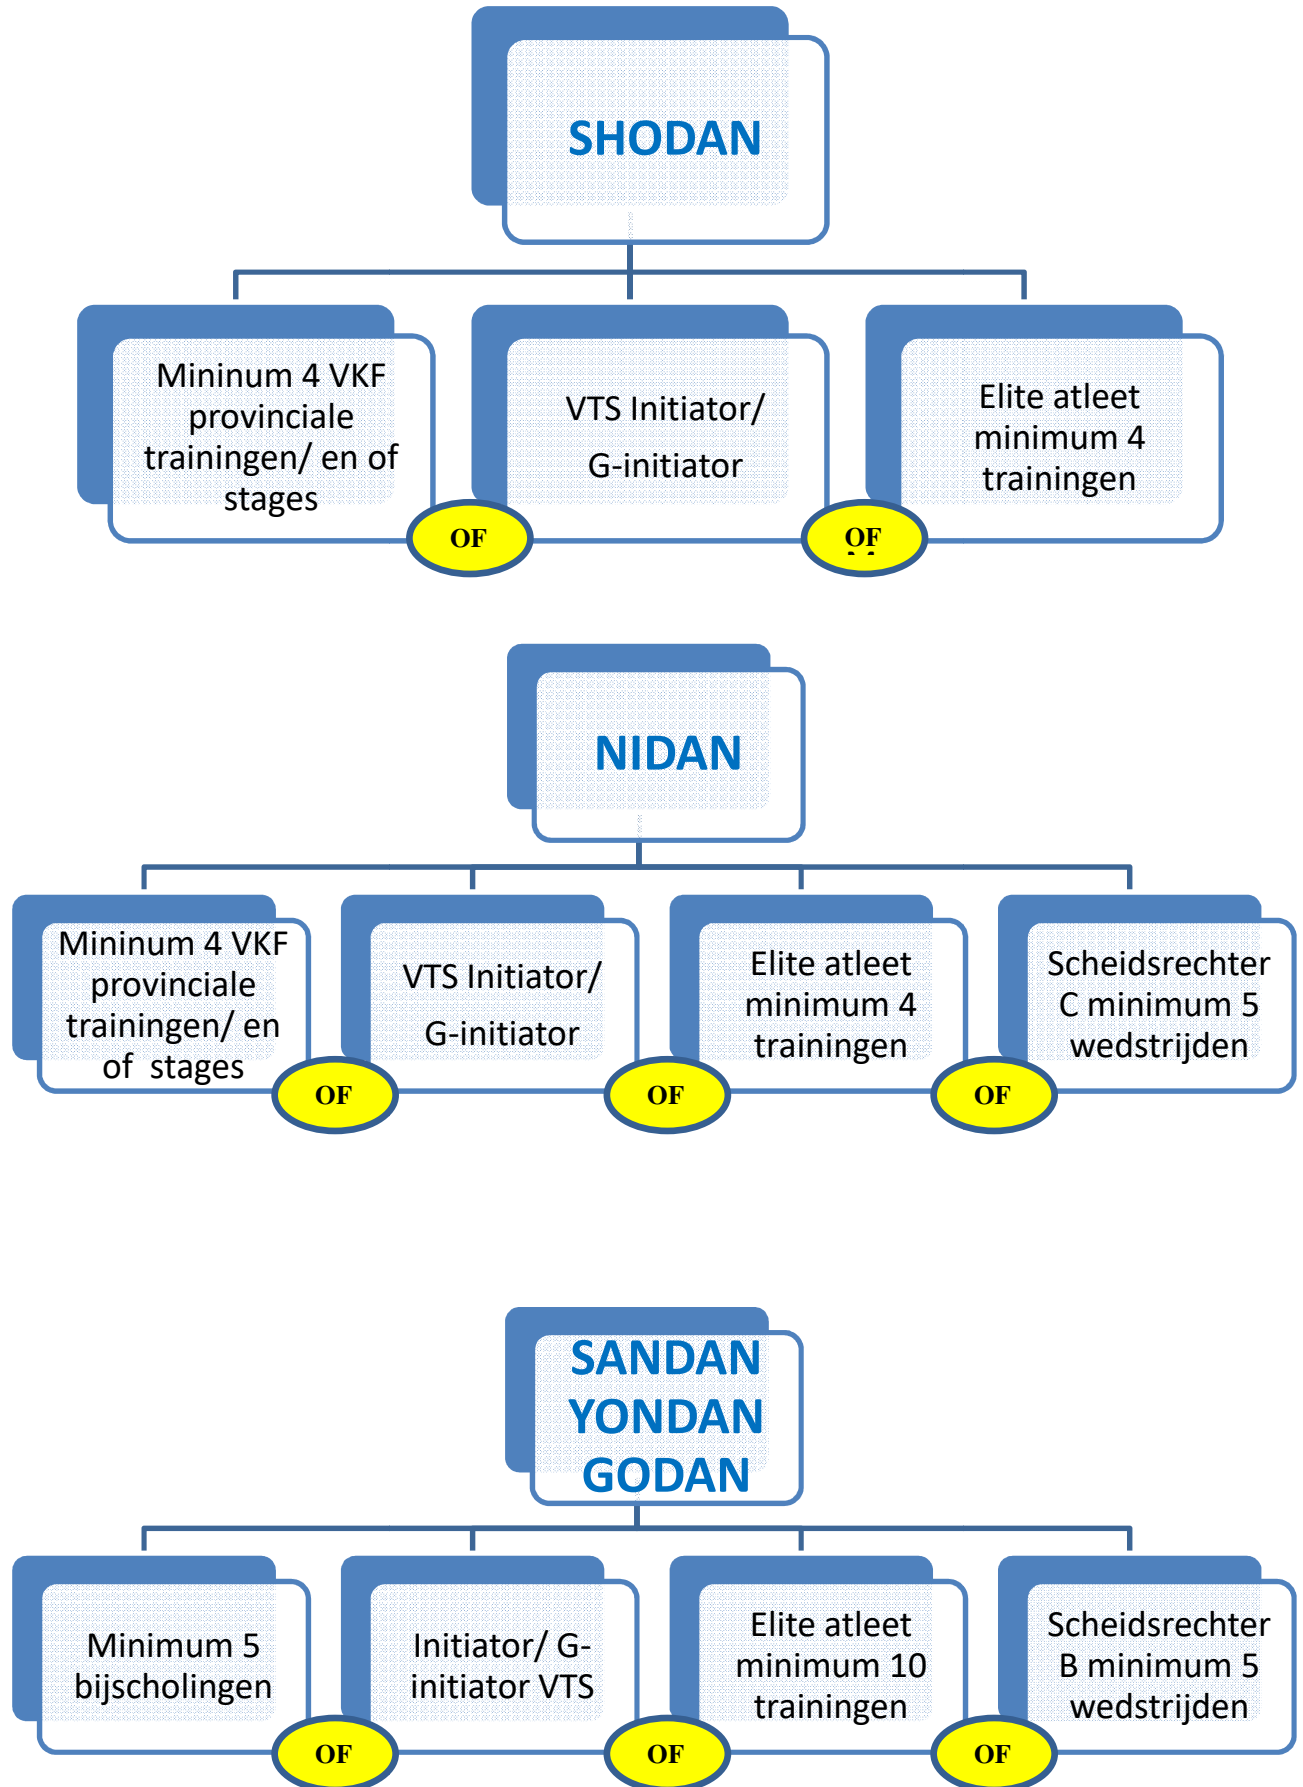 SHODAN
Mininum 4 VKF
provinciale
trainingen/ en of
stages
OF
VTS Initiator/
G-initiator
OF
Elite atleet
minimum 4
trainingen
NIDAN
Mininum 4 VKF
provinciale
trainingen/ en
of stages
OF
VTS Initiator/
G-initiator
OF
Elite atleet
minimum 4
trainingen
OF
Scheidsrechter
C minimum 5
wedstrijden
SANDAN
YONDAN
GODAN
Minimum 5
bijscholingen
OF
Initiator/ G-
initiator VTS
OF
Elite atleet
minimum 10
trainingen
OF
Scheidsrechter
B minimum 5
wedstrijden